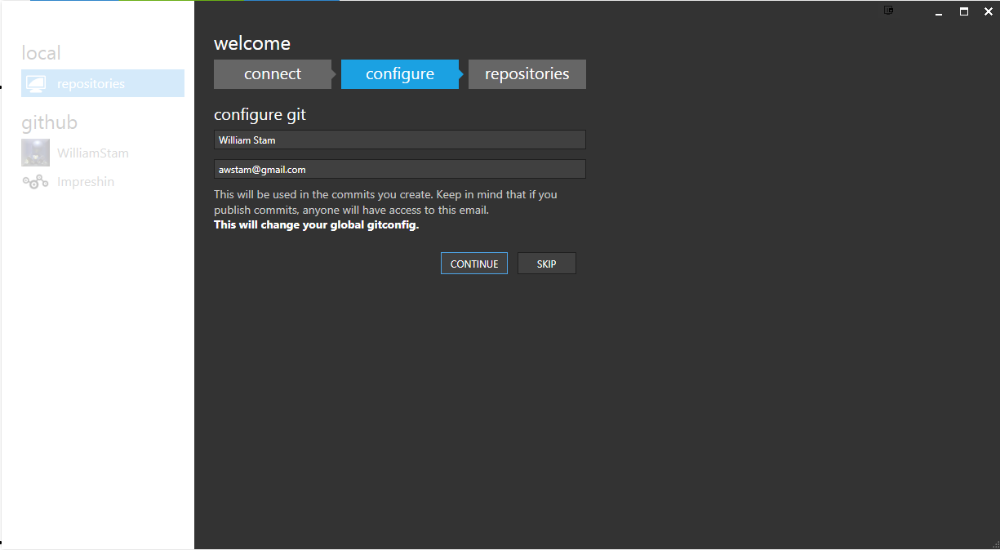 local
repositories
github
WilliamStam
Impreshin
welcome
connect
configure
repositories
configure git
William Stam
awstam@gmail.com
This will be used in the commits you create. Keep in mind that if you
publish commits, anyone will have access to this email.
This will change your global gitconfig.
CONTINUE
SKIP